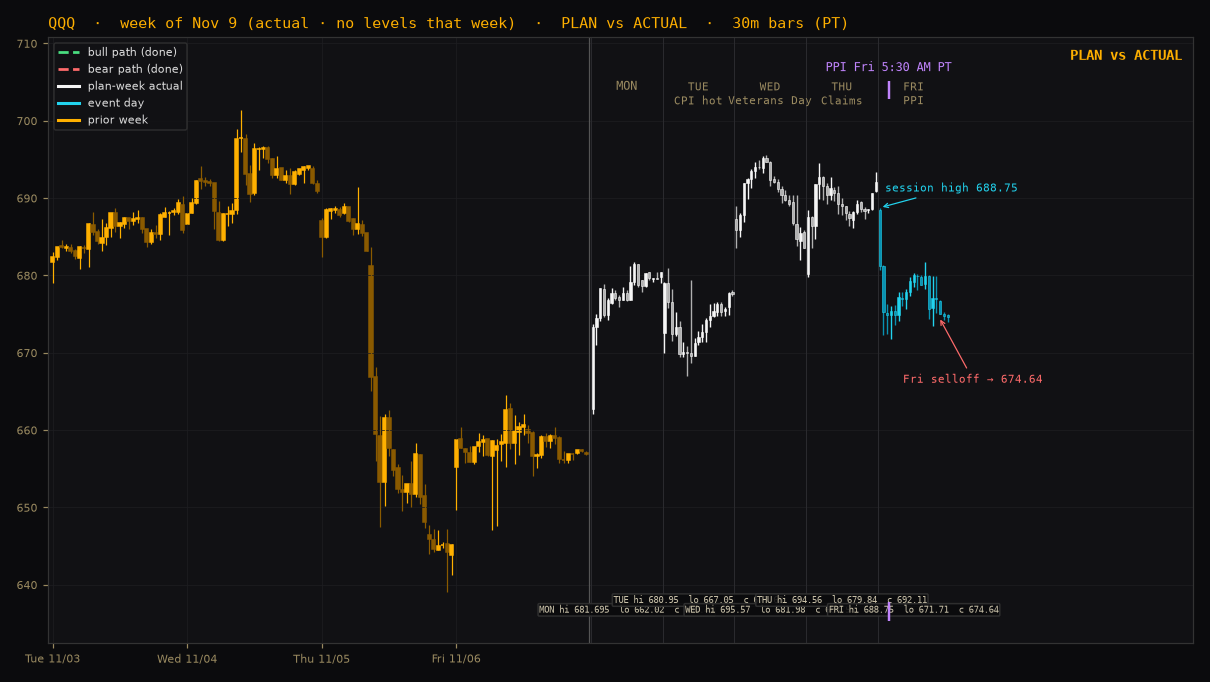 QQQ · week of Nov 9 (actual · no levels that week) · PLAN vs ACTUAL · 30m bars (PT)
710
700
690
680
670
660
650
640
bull path (done)
bear path (done)
plan-week actual
event day
prior week
PLAN vs ACTUAL
PPI Fri 5:30 AM PT
MON
TUE
CPI hot
WED
Veterans Day
THU
Claims
FRI
PPI
session high 688.75
Fri selloff → 674.64
TUE hi 680.95 lo 667.05 c
THU hi 694.56 lo 679.84 c 692.11
MON hi 681.695 lo 662.02 c
WED hi 695.57 lo 681.98 c
FRI hi 688.75 lo 671.71 c 674.64
Tue 11/03
Wed 11/04
Thu 11/05
Fri 11/06